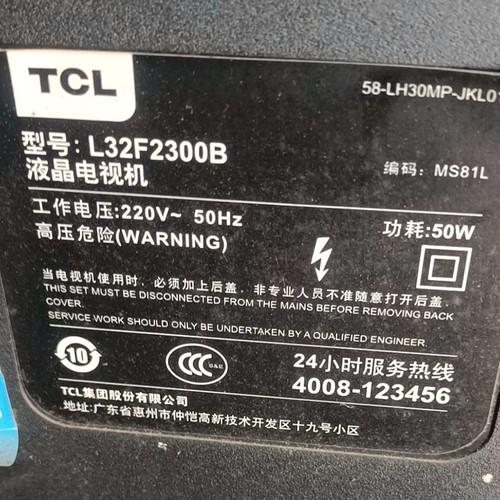 TCL
58-LH30MP-JKL01
型号: L32F2300B
液晶电视机
编码: MS81L
工作电压:220V~ 50Hz
功耗:50W
高压危险(WARNING)
当电视机使用时，必须加上后盖，非专业人员不准随意打开后盖。
THIS SET MUST BE DISCONNECTED FROM THE MAINS BEFORE REMOVING BACK
COVER.
SERVICE WORK SHOULD ONLY BE UNDERTAKEN BY A QUALIFIED ENGINEER.
10
CCC
S&E
24小时服务热线
4008-123456
TCL集团股份有限公司
地址:广东省惠州市仲恺高新技术开发区十九号小区